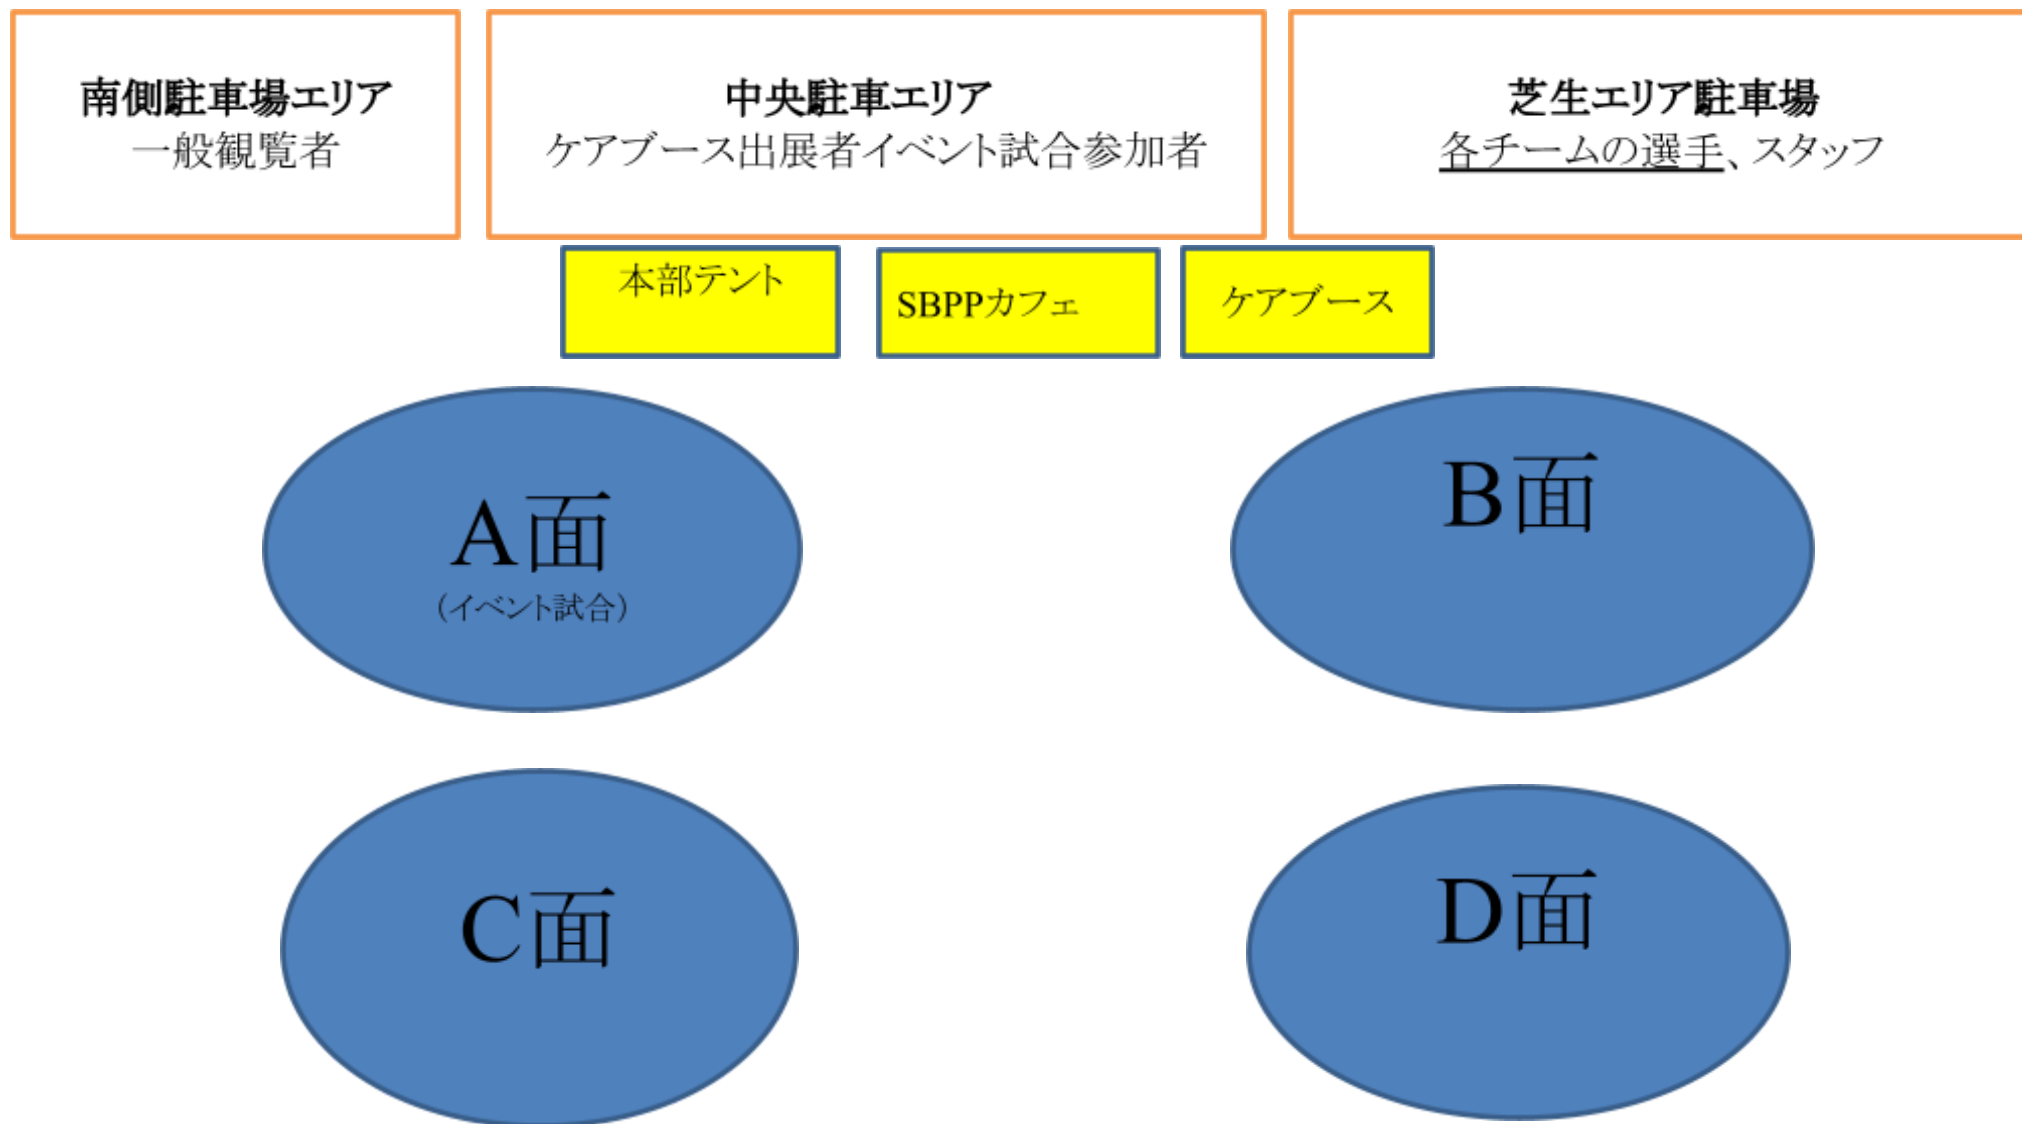 南側駐車場エリア
一般観覧者
中央駐車エリア
ケアブース出展者イベント試合参加者
芝生エリア駐車場
各チームの選手、スタッフ
本部テント
SBPPカフェ
ケアブース
A面
（イベント試合）
B面
C面
D面